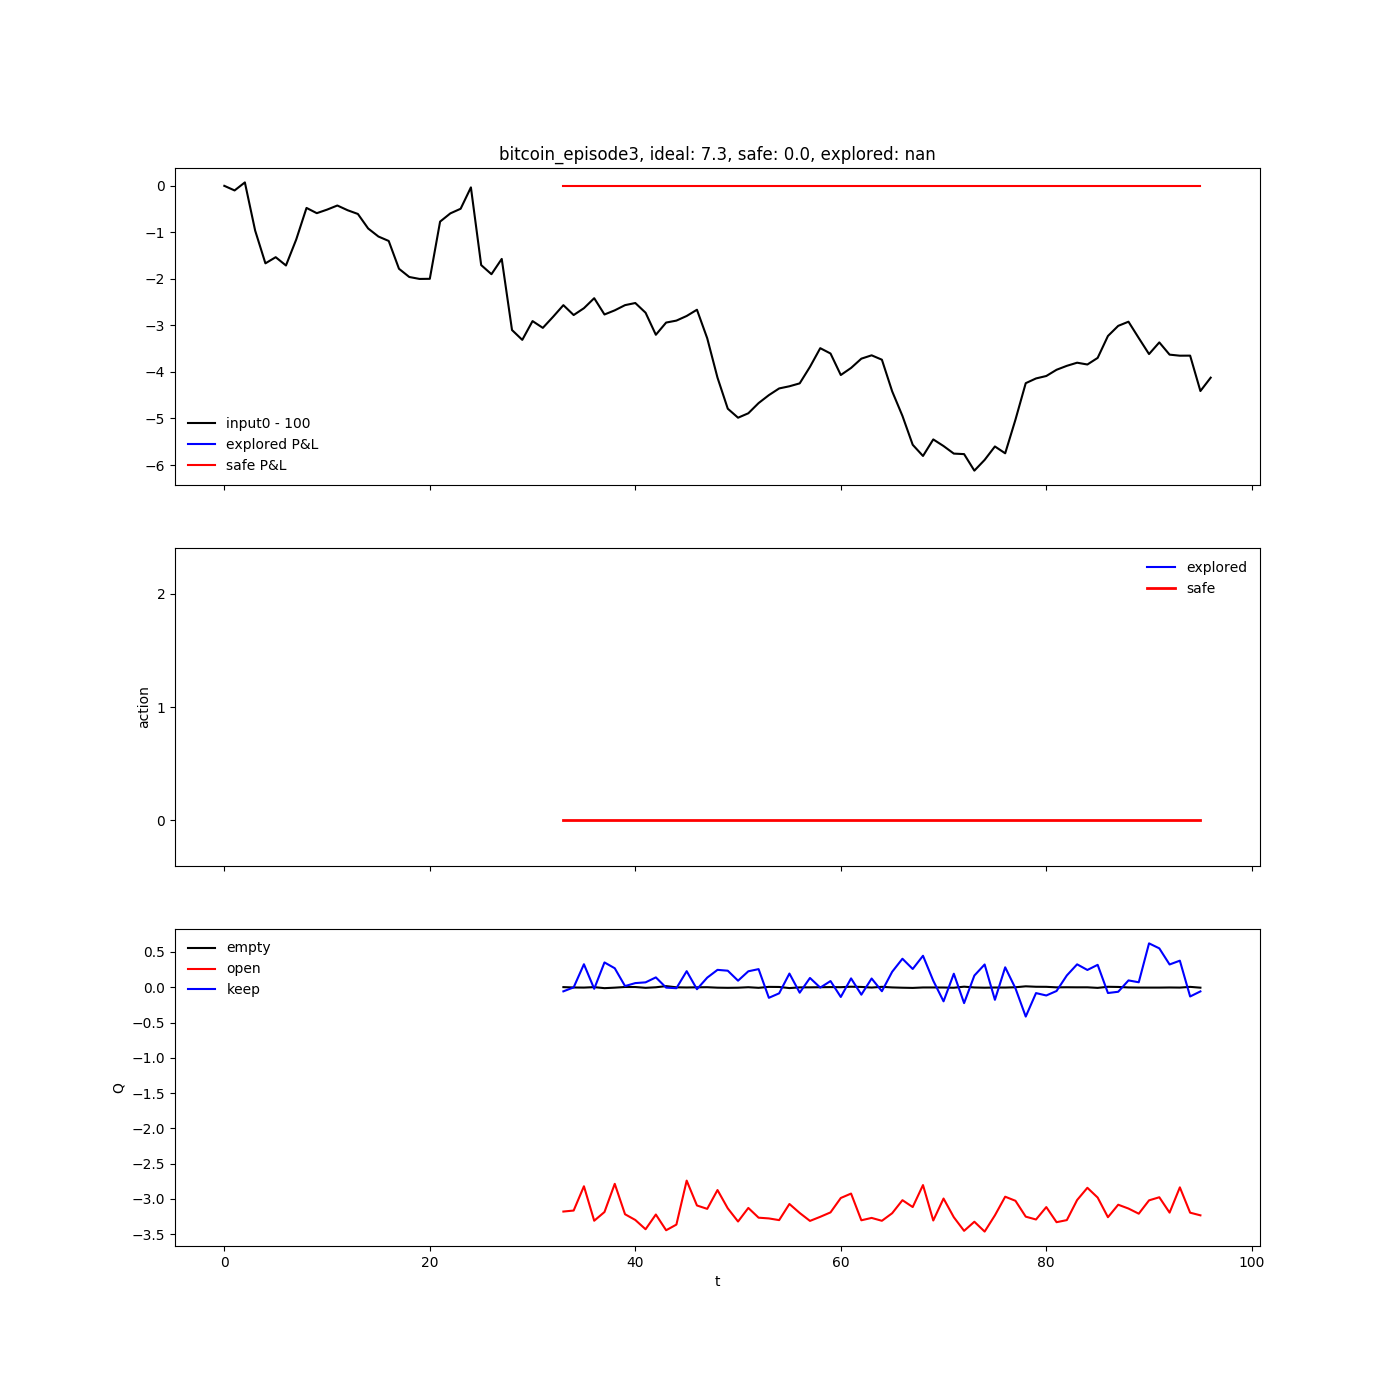 bitcoin_episode3, ideal: 7.3, safe: 0.0, explored: nan
0
−1
−2
−3
−4
−5
−6
input0 - 100
explored P&L
safe P&L
2
1
0
action
explored
safe
0.5
0.0
−0.5
−1.0
−1.5
−2.0
−2.5
−3.0
−3.5
Q
empty
open
keep
0 20 40 60 80 100
t